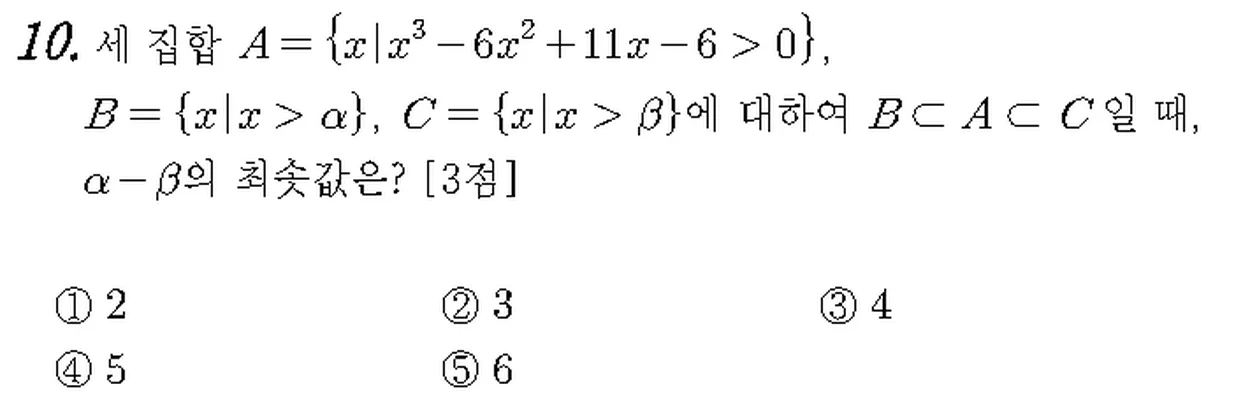 10. 세 집합 A = {x | x³ − 6x² + 11x − 6 > 0},
B = {x | x > α}, C = {x | x > β}에 대하여 B ⊂ A ⊂ C일 때,
α − β의 최솟값은? [3점]
① 2 ② 3 ③ 4
④ 5 ⑤ 6